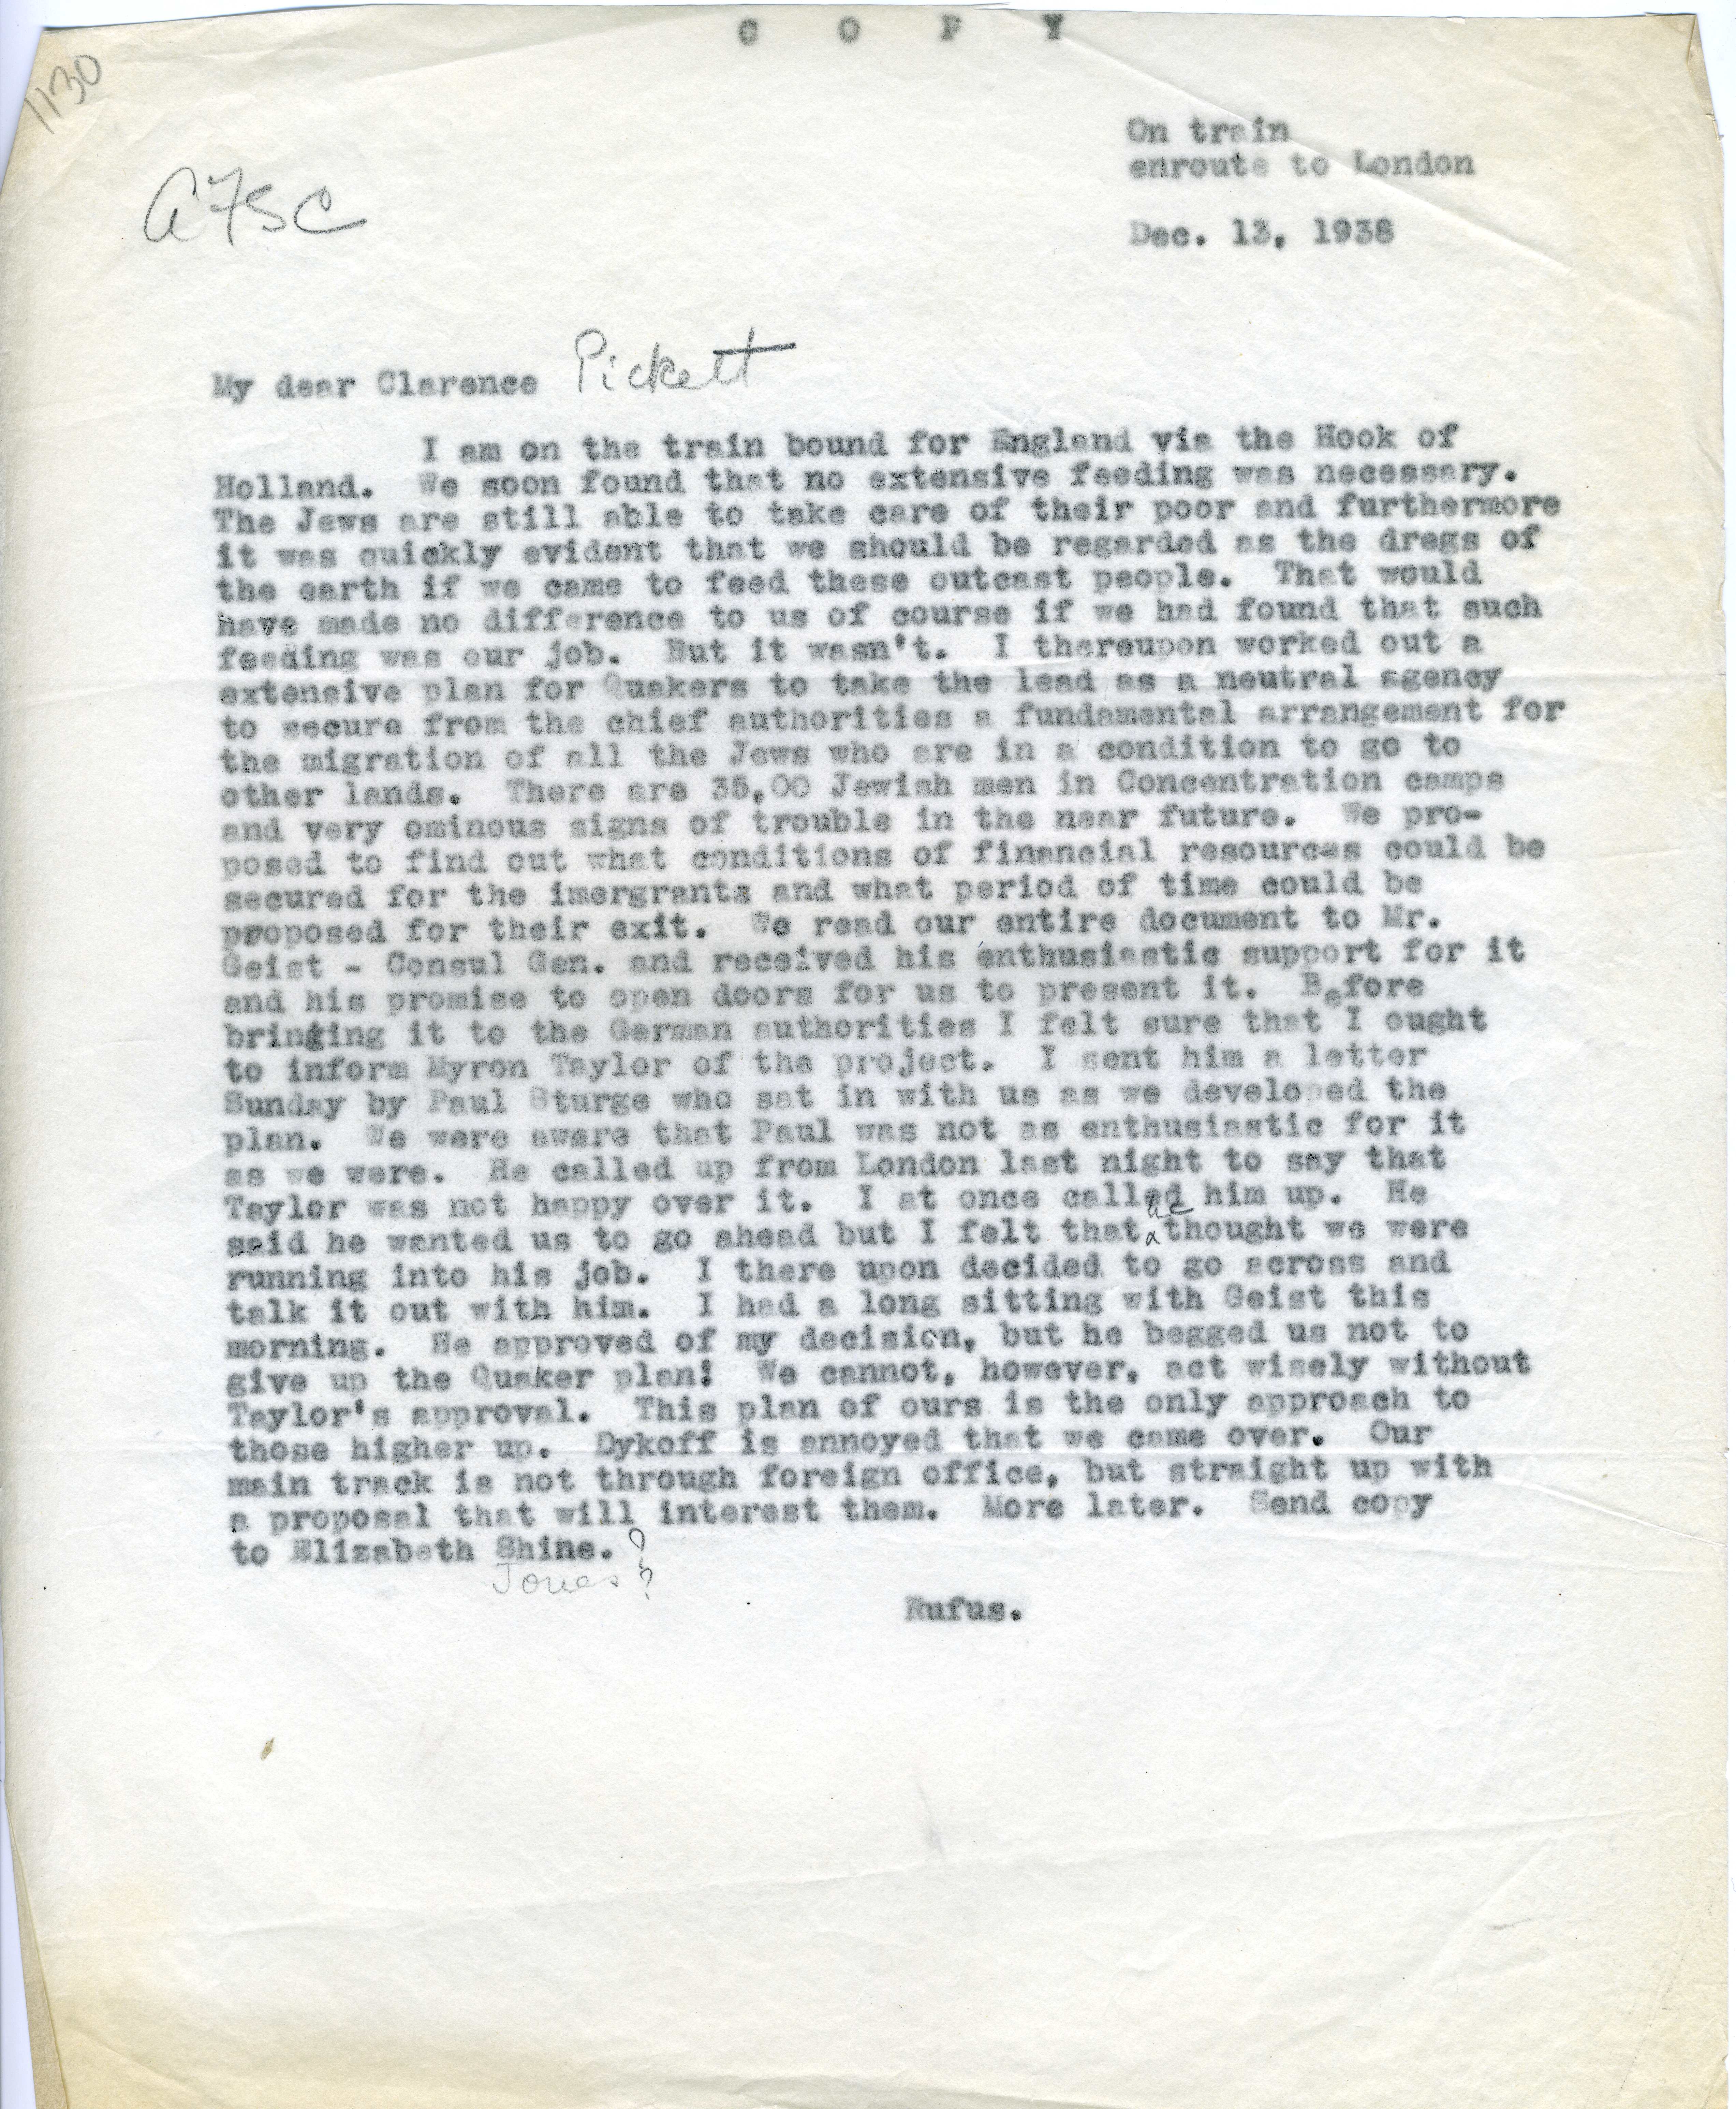 C O P Y
1130
On train
enroute to London
AFSC
Dec. 13, 1938
My dear Clarence Pickett
I am on the train bound for England via the Hook of
Holland. We soon found that no extensive feeding was necessary.
The Jews are still able to take care of their poor and furthermore
it was quickly evident that we should be regarded as the dregs of
the earth if we came to feed these outcast people. That would
have made no difference to us of course if we had found that such
feeding was our job. But it wasn't. I thereupon worked out a
extensive plan for Quakers to take the lead as a neutral agency
to secure from the chief authorities a fundamental arrangement for
the migration of all the Jews who are in a condition to go to
other lands. There are 35,00 Jewish men in Concentration camps
and very ominous signs of trouble in the near future. We pro-
posed to find out what conditions of financial resources could be
secured for the imergrants and what period of time could be
proposed for their exit. We read our entire document to Mr.
Geist - Consul Gen. and received his enthusiastic support for it
and his promise to open doors for us to present it. Before
bringing it to the German authorities I felt sure that I ought
to inform Myron Taylor of the project. I sent him a letter
Sunday by Paul Sturge who sat in with us as we developed the
plan. We were aware that Paul was not as enthusiastic for it
as we were. He called up from London last night to say that
Taylor was not happy over it. I at once called him up. He
said he wanted us to go ahead but I felt that he thought we were
running into his job. I there upon decided to go across and
talk it out with him. I had a long sitting with Geist this
morning. He approved of my decision, but he begged us not to
give up the Quaker plan! We cannot, however, act wisely without
Taylor's approval. This plan of ours is the only approach to
those higher up. Dykoff is annoyed that we came over. Our
main track is not through foreign office, but straight up with
a proposal that will interest them. More later. Send copy
to Elizabeth Shine. ?
Jones?
Rufus.